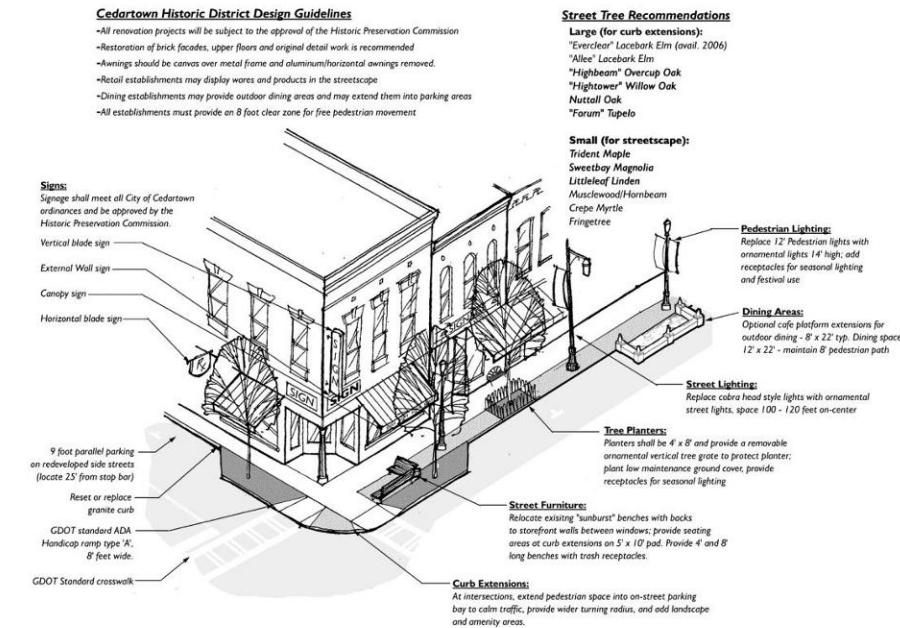 Cedartown Historic District Design Guidelines
-All renovation projects will be subject to the approval of the Historic Preservation Commission
-Restoration of brick facades, upper floors and original detail work is recommended
-Awnings should be canvas over metal frame and aluminum/horizontal awnings removed.
-Retail establishments may display wares and products in the streetscape
-Dining establishments may provide outdoor dining areas and may extend them into parking areas
-All establishments must provide an 8 foot clear zone for free pedestrian movement
Street Tree Recommendations
Large (for curb extensions):
"Everclear" Lacebark Elm (avail. 2006)
"Allee" Lacebark Elm
"Highbeam" Overcup Oak
"Hightower" Willow Oak
Nuttall Oak
"Forum" Tupelo
Small (for streetscape):
Trident Maple
Sweetbay Magnolia
Littleleaf Linden
Musclewood/Hornbeam
Crepe Myrtle
Fringetree
Signs:
Signage shall meet all City of Cedartown
ordinances and be approved by the
Historic Preservation Commission.
Vertical blade sign
External Wall sign
Canopy sign
Horizontal blade sign
SIGN
SIGN
SIGN
Pedestrian Lighting:
Replace 12' Pedestrian lights with
ornamental lights 14' high; add
receptacles for seasonal lighting
and festival use
Dining Areas:
Optional cafe platform extensions for
outdoor dining - 8' x 22' typ. Dining space
12' x 22' - maintain 8' pedestrian path
Street Lighting:
Replace cobra head style lights with ornamental
street lights, space 100 - 120 feet on-center
Tree Planters:
Planters shall be 4' x 8' and provide a removable
ornamental vertical tree grate to protect planter;
plant low maintenance ground cover, provide
receptacles for seasonal lighting
Street Furniture:
Relocate exisitng "sunburst" benches with backs
to storefront walls between windows; provide seating
areas at curb extensions on 5' x 10' pad. Provide 4' and 8'
long benches with trash receptacles.
Curb Extensions:
At intersections, extend pedestrian space into on-street parking
bay to calm traffic, provide wider turning radius, and add landscape
and amenity areas.
9 foot parallel parking
on redeveloped side streets
(locate 25' from stop bar)
Reset or replace
granite curb
GDOT standard ADA
Handicap ramp type 'A',
8' feet wide.
GDOT Standard crosswalk